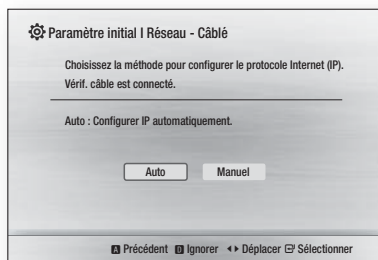 Paramètre initial I Réseau - Câblé
Choisissez la méthode pour configurer le protocole Internet (IP).
Vérif. câble est connecté.
Auto : Configurer IP automatiquement.
Auto Manuel
A Précédent D Ignorer Déplacer Sélectionner